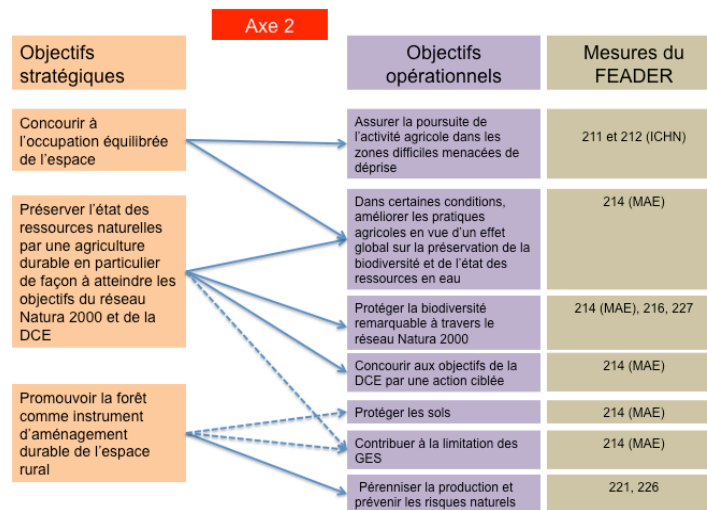 Axe 2
Objectifs
stratégiques
Objectifs
opérationnels
Mesures du
FEADER
Concourir à
l'occupation équilibrée
de l'espace
Assurer la poursuite de
l'activité agricole dans les
zones difficiles menacées de
déprise
211 et 212 (ICHN)
Préserver l'état des
ressources naturelles
par une agriculture
durable en particulier
de façon à atteindre les
objectifs du réseau
Natura 2000 et de la
DCE
Dans certaines conditions,
améliorer les pratiques
agricoles en vue d'un effet
global sur la préservation de la
biodiversité et de l'état des
ressources en eau
214 (MAE)
Protéger la biodiversité
remarquable à travers le
réseau Natura 2000
214 (MAE), 216, 227
Concourir aux objectifs de la
DCE par une action ciblée
214 (MAE)
Promouvoir la forêt
comme instrument
d'aménagement
durable de l'espace
rural
Protéger les sols
214 (MAE)
Contribuer à la limitation des
GES
214 (MAE)
Pérenniser la production et
prévenir les risques naturels
221, 226